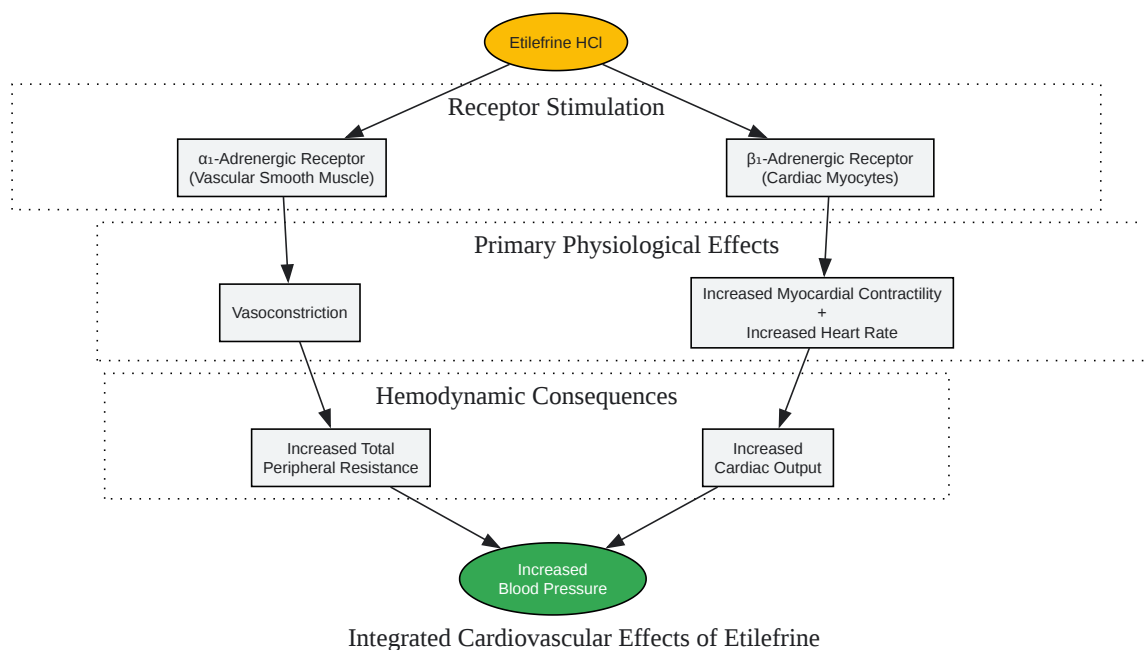 Etilefrine HCl
Receptor Stimulation
α₁-Adrenergic Receptor
(Vascular Smooth Muscle)
β₁-Adrenergic Receptor
(Cardiac Myocytes)
Primary Physiological Effects
Vasoconstriction
Increased Myocardial Contractility
+
Increased Heart Rate
Hemodynamic Consequences
Increased Total
Peripheral Resistance
Increased
Cardiac Output
Increased
Blood Pressure
Integrated Cardiovascular Effects of Etilefrine